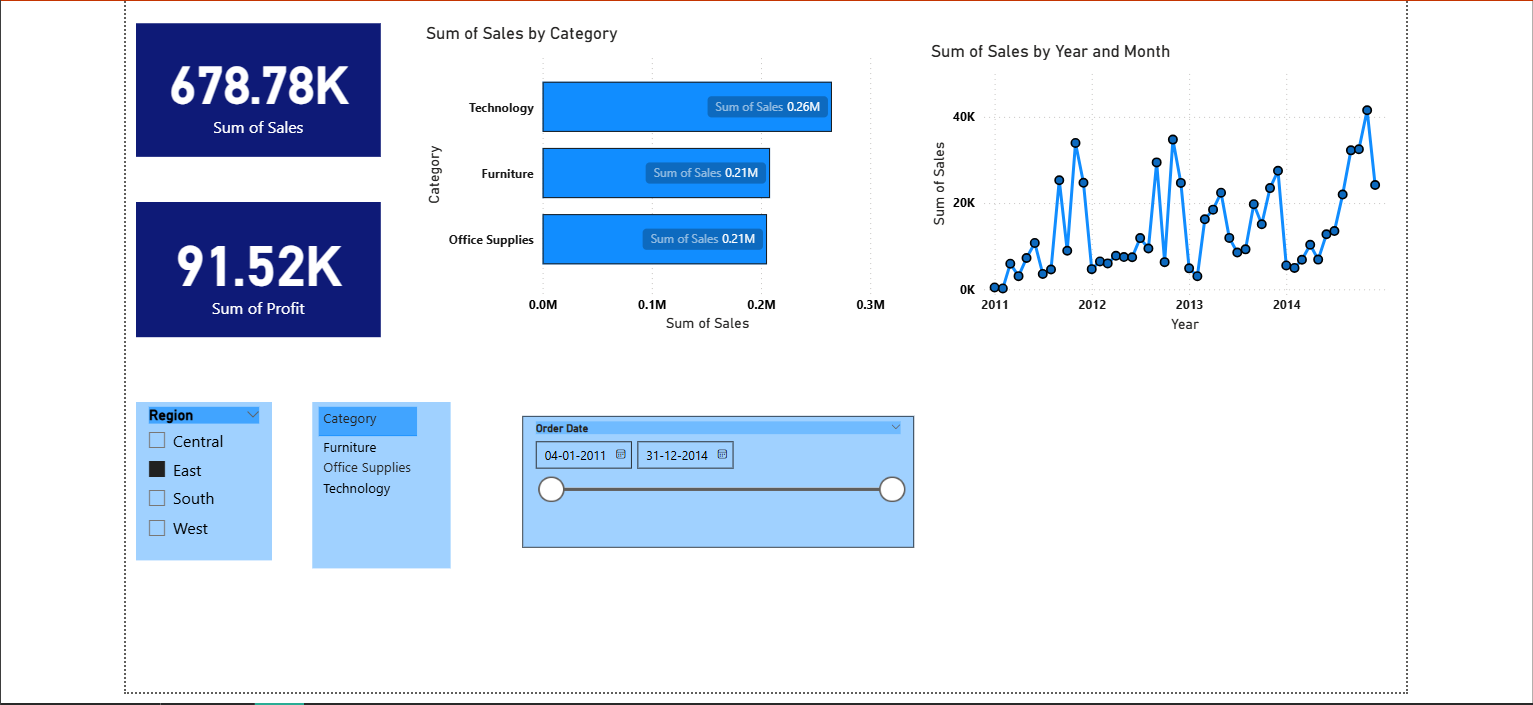 678.78K
Sum of Sales
91.52K
Sum of Profit
Sum of Sales by Category
Category
Technology
Sum of Sales 0.26M
Furniture
Sum of Sales 0.21M
Office Supplies
Sum of Sales 0.21M
0.0M 0.1M 0.2M 0.3M
Sum of Sales
Sum of Sales by Year and Month
Sum of Sales
40K
20K
0K
2011 2012 2013 2014
Year
Region
Central
East
South
West
Category
Furniture
Office Supplies
Technology
Order Date
04-01-2011 31-12-2014